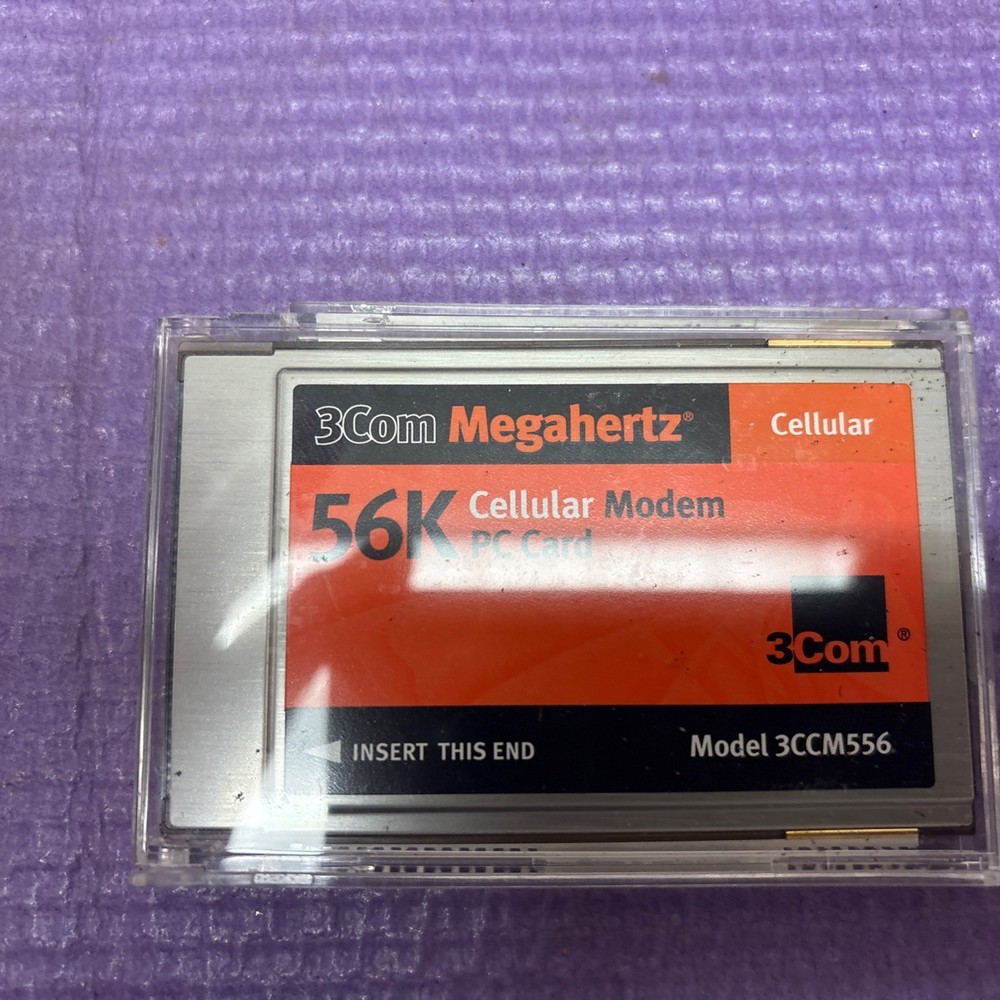 3Com Megahertz®
Cellular
56K Cellular Modem
PC Card
3Com®
INSERT THIS END
Model 3CCM556